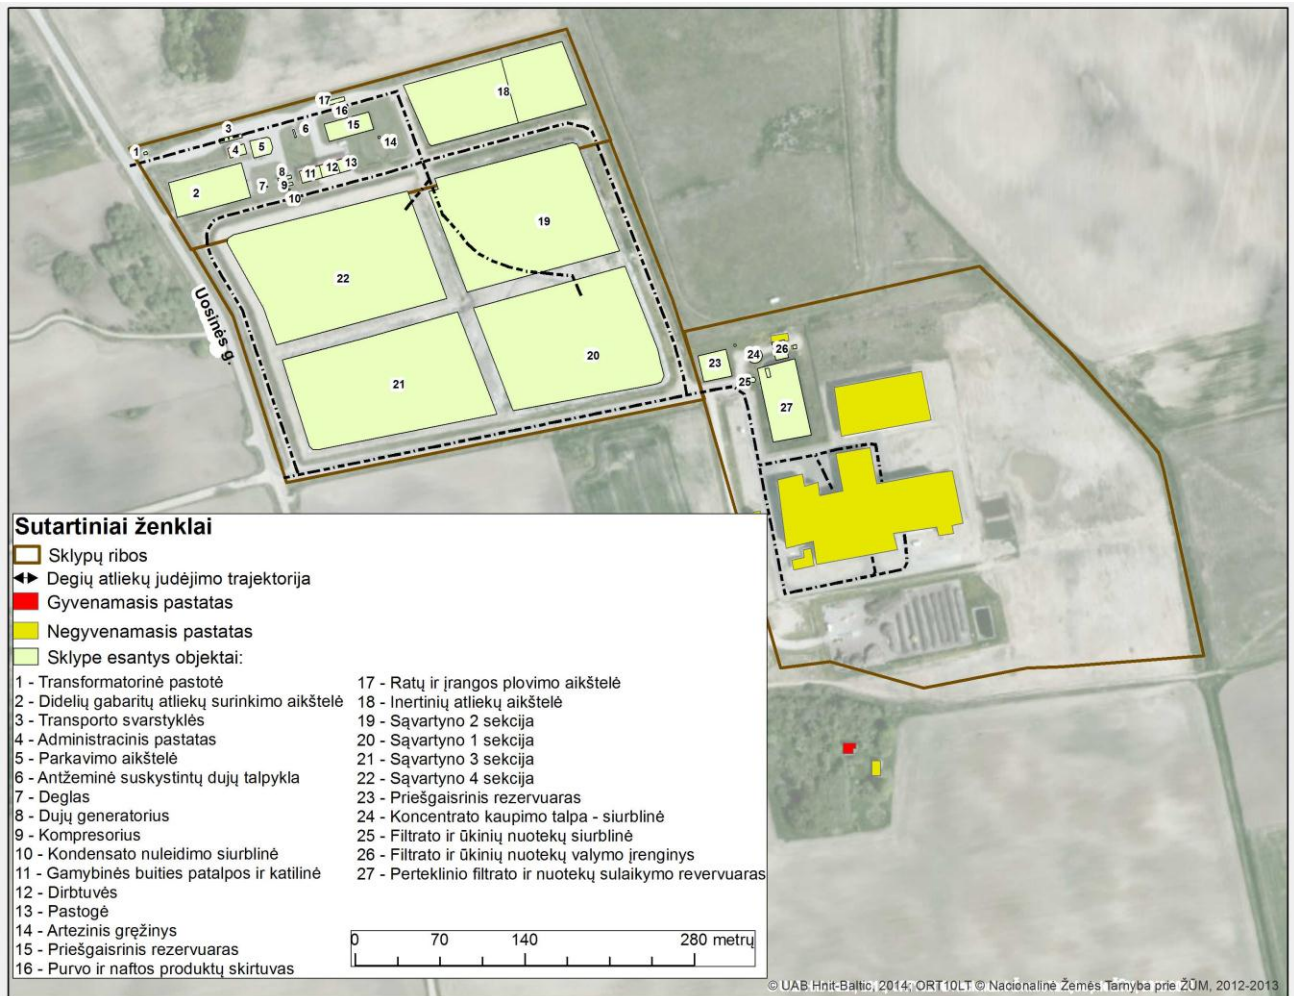 17
18
16
3
6
15
1
4
5
14
8
11
12
13
2
7
9
10
19
22
Uosinės g.
20
23
24
26
21
25
27
Sutartiniai ženklai
Sklypų ribos
Degių atliekų judėjimo trajektorija
Gyvenamasis pastatas
Negyvenamasis pastatas
Sklype esantys objektai:
1 - Transformatorinė pastotė
2 - Didelių gabaritų atliekų surinkimo aikštelė
3 - Transporto svarstyklės
4 - Administracinis pastatas
5 - Parkavimo aikštelė
6 - Antžeminė suskystintų dujų talpykla
7 - Deglas
8 - Dujų generatorius
9 - Kompresorius
10 - Kondensato nuleidimo siurblinė
11 - Gamybinės buities patalpos ir katilinė
12 - Dirbtuvės
13 - Pastogė
14 - Artezinis gręžinys
15 - Priešgaisrinis rezervuaras
16 - Purvo ir naftos produktų skirtuvas
17 - Ratų ir įrangos plovimo aikštelė
18 - Inertinių atliekų aikštelė
19 - Sąvartyno 2 sekcija
20 - Sąvartyno 1 sekcija
21 - Sąvartyno 3 sekcija
22 - Sąvartyno 4 sekcija
23 - Priešgaisrinis rezervuaras
24 - Koncentrato kaupimo talpa - siurblinė
25 - Filtrato ir ūkinių nuotekų siurblinė
26 - Filtrato ir ūkinių nuotekų valymo įrenginys
27 - Perteklinio filtrato ir nuotekų sulaikymo revervuaras
0 70 140 280 metrų
© UAB Hnit-Baltic, 2014; ORT10LT © Nacionalinė Žemės Tarnyba prie ŽŪM, 2012-2013